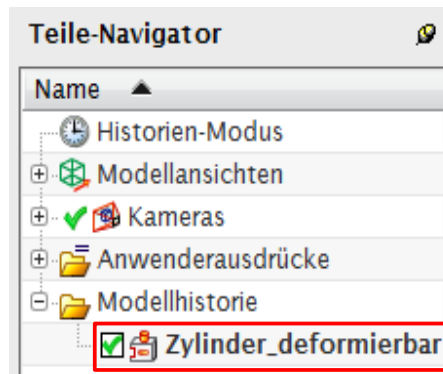 Teile-Navigator
Name
Historien-Modus
Modellansichten
Kameras
Anwenderausdrücke
Modellhistorie
Zylinder_deformierbar